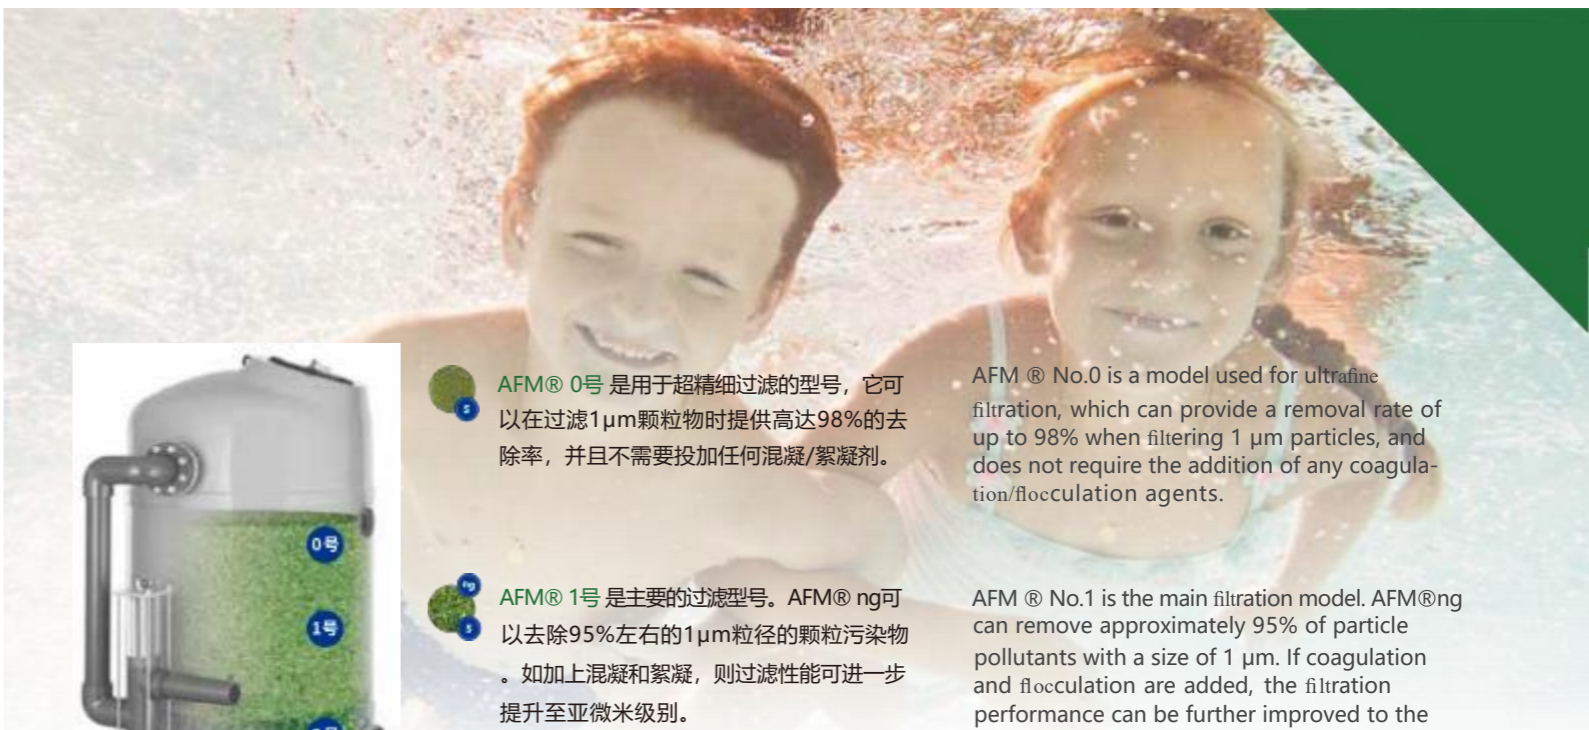 AFM® 0号 是用于超精细过滤的型号，它可
以在过滤1μm颗粒物时提供高达98%的去
除率，并且不需要投加任何混凝/絮凝剂。
AFM ® No.0 is a model used for ultrafine
filtration, which can provide a removal rate of
up to 98% when filtering 1 μm particles, and
does not require the addition of any coagula-
tion/flocculation agents.
s
0号
1号
ng
s
AFM® 1号 是主要的过滤型号。AFM® ng可
以去除95%左右的1μm粒径的颗粒污染物
。如加上混凝和絮凝，则过滤性能可进一步
提升至亚微米级别。
AFM ® No.1 is the main filtration model. AFM®ng
can remove approximately 95% of particle
pollutants with a size of 1 μm. If coagulation
and flocculation are added, the filtration
performance can be further improved to the